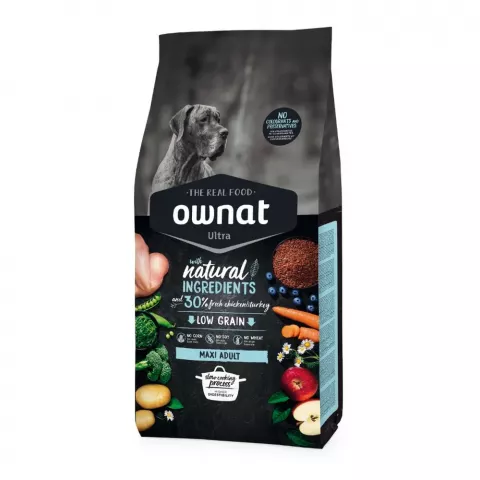 NO
COLOURANTS AND
PRESERVATIVES
·THE REAL FOOD·
ownat
Ultra
with
natural
INGREDIENTS
and 30% fresh chicken/turkey
LOW GRAIN
NO CORN
NO SOY
NO WHEAT
MAXI ADULT
slow-cooking
process
DIGESTIBILITY